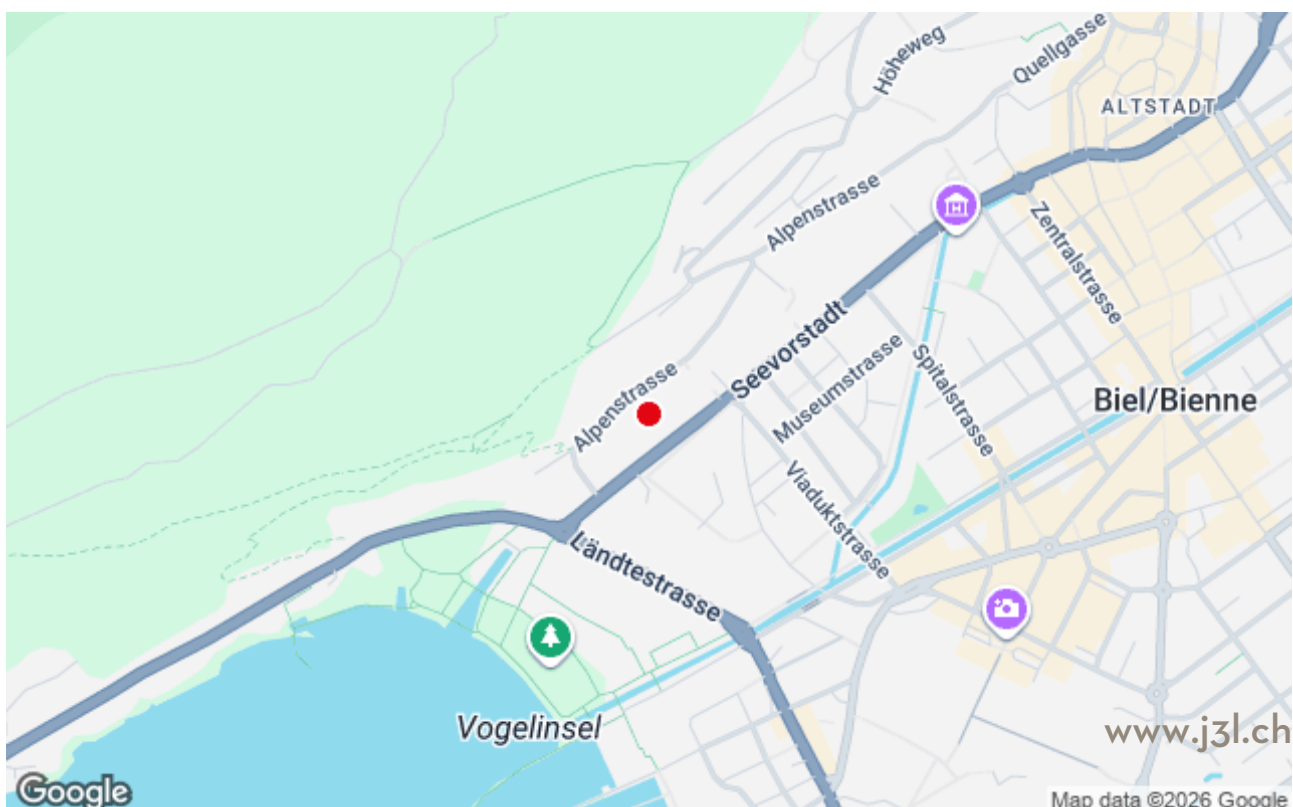 Höheweg
Quellgasse
ALTSTADT
Alpenstrasse
Zentralstrasse
Seevorstadt
Museumstrasse
Spitalstrasse
Biel/Bienne
Alpenstrasse
Viaduktstrasse
Ländtestrasse
Vogelinsel
www.j3l.ch
Google
Map data ©2026 Google